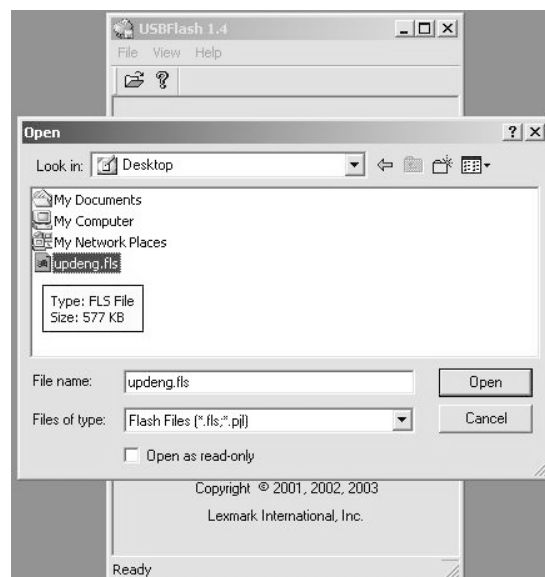 USBFlash 1.4
File View Help
Open
Look in: Desktop
My Documents
My Computer
My Network Places
updeng.fls
Type: FLS File
Size: 577 KB
File name: updeng.fls Open
Files of type: Flash Files (*.fls;*.pjl) Cancel
Open as read-only
Copyright © 2001, 2002, 2003
Lexmark International, Inc.
Ready